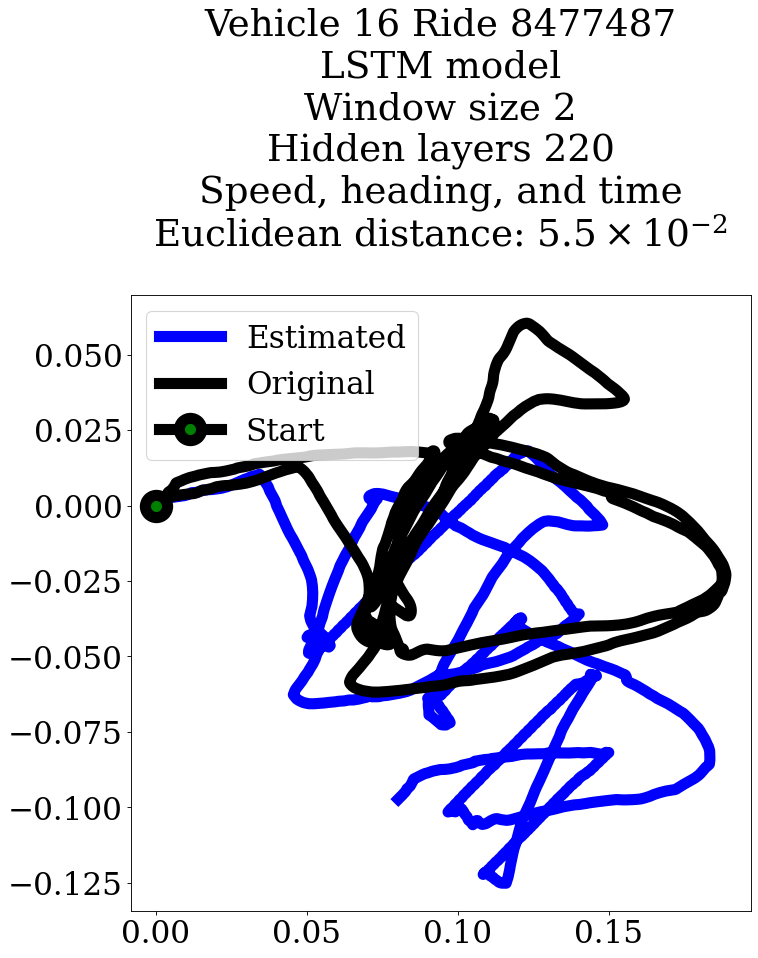 Vehicle 16 Ride 8477487
LSTM model
Window size 2
Hidden layers 220
Speed, heading, and time
Euclidean distance: 5.5 × 10⁻²
Estimated
Original
Start
0.050
0.025
0.000
−0.025
−0.050
−0.075
−0.100
−0.125
0.00 0.05 0.10 0.15